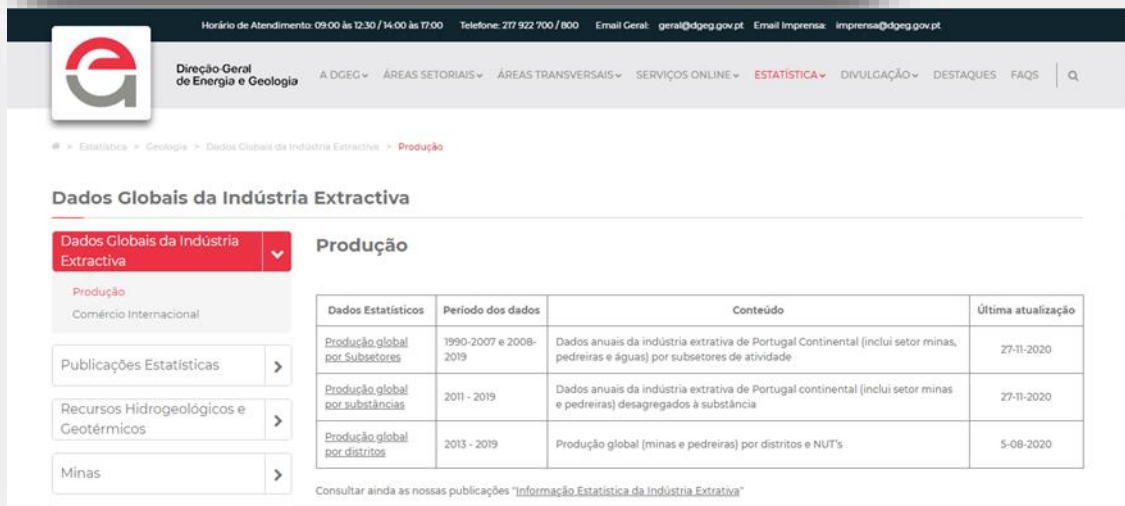 Horário de Atendimento: 09:00 às 12:30 / 14:00 às 17:00 Telefone: 217 922 700 / 800 Email Geral: geral@dgeg.gov.pt Email Imprensa: imprensa@dgeg.gov.pt
Direção-Geral
de Energia e Geologia
A DGEG ÁREAS SETORIAIS ÁREAS TRANSVERSAIS SERVIÇOS ONLINE ESTATÍSTICA DIVULGAÇÃO DESTAQUES FAQS
> Estatística > Geologia > Dados Globais da Indústria Extractiva > Produção
Dados Globais da Indústria Extractiva
Dados Globais da Indústria
Extractiva
Produção
Comércio Internacional
Publicações Estatísticas
Recursos Hidrogeológicos e
Geotérmicos
Minas
Produção
Dados Estatísticos Período dos dados Conteúdo Última atualização
Produção global 1990-2007 e 2008- Dados anuais da indústria extrativa de Portugal Continental (inclui setor minas,
por Subsetores 2019 pedreiras e águas) por subsetores de atividade 27-11-2020
Produção global Dados anuais da indústria extrativa de Portugal continental (inclui setor minas
por substâncias 2011 - 2019 e pedreiras) desagregados à substância 27-11-2020
Produção global
por distritos 2013 - 2019 Produção global (minas e pedreiras) por distritos e NUT's 5-08-2020
Consultar ainda as nossas publicações "Informação Estatística da Indústria Extrativa"